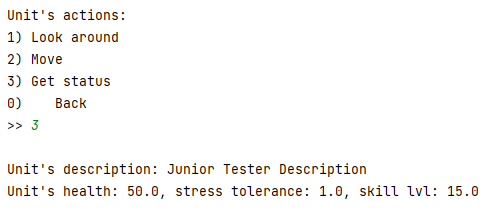 Unit's actions:
1) Look around
2) Move
3) Get status
0)    Back
>> 3
Unit's description: Junior Tester Description
Unit's health: 50.0, stress tolerance: 1.0, skill lvl: 15.0